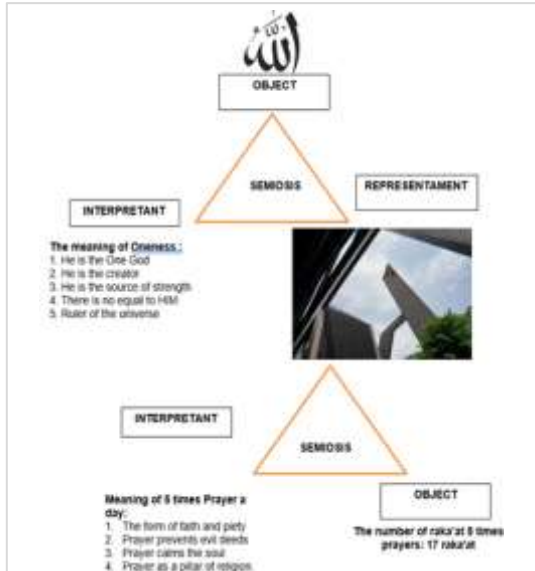 الله
OBJECT
SEMIOSIS
REPRESENTAMENT
INTERPRETANT
The meaning of Oneness :
1. He is the One God
2. He is the creator
3. He is the source of strength
4. There is no equal to HIM
5. Ruler of the universe
INTERPRETANT
SEMIOSIS
OBJECT
Meaning of 5 times Prayer a
day:
1. The form of faith and piety
2. Prayer prevents evil deeds
3. Prayer calms the soul
4. Prayer as a pillar of religion
The number of raka'at 5 times
prayers: 17 raka'at